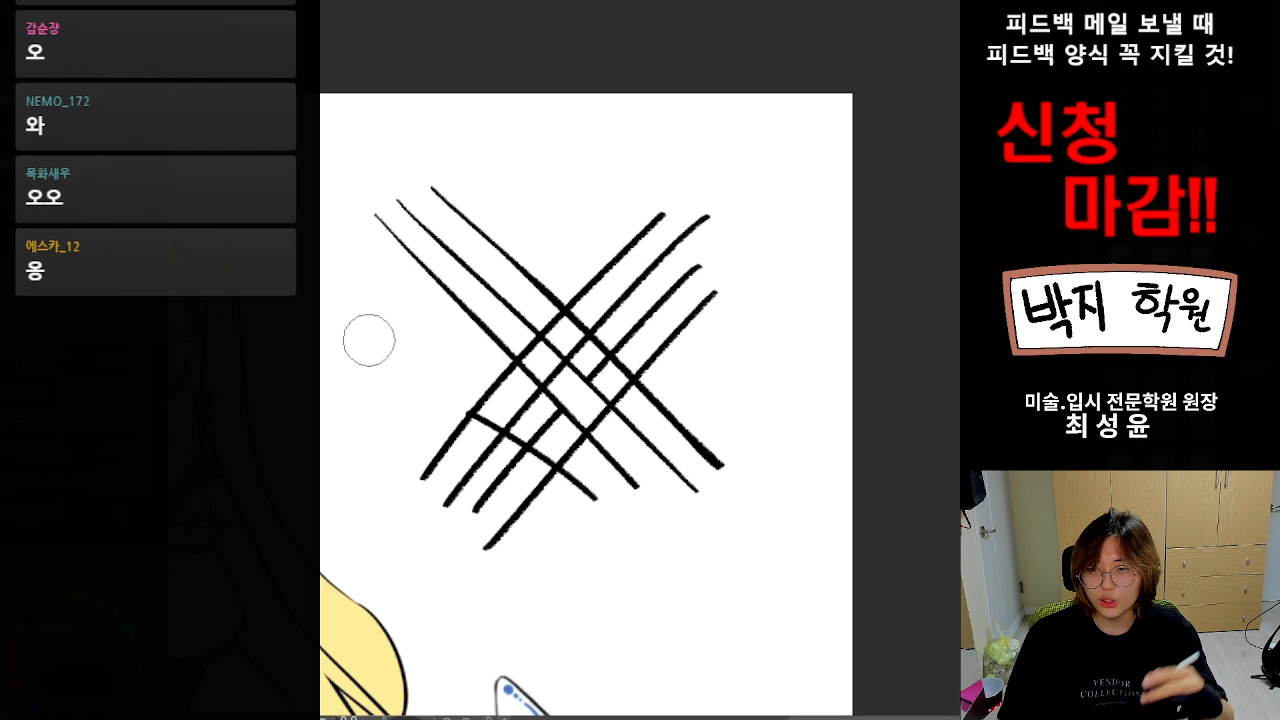 감순쟝
오
NEMO_172
와
목화새우
오오
에스카_12
옹
피드백 메일 보낼 때
피드백 양식 꼭 지킬 것!
신청
마감!!
박지 학원
미술.입시 전문학원 원장
최성윤
VENDOR
COLLECTION